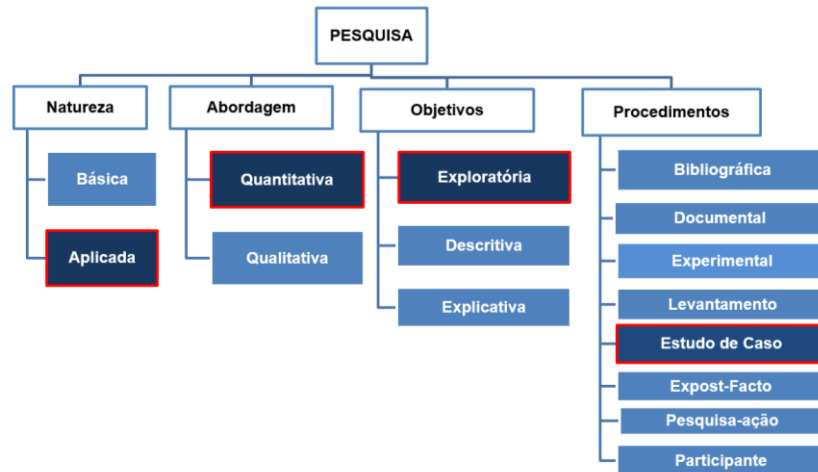 PESQUISA
Natureza
Abordagem
Objetivos
Procedimentos
Básica
Aplicada
Quantitativa
Qualitativa
Exploratória
Descritiva
Explicativa
Bibliográfica
Documental
Experimental
Levantamento
Estudo de Caso
Expost-Facto
Pesquisa-ação
Participante